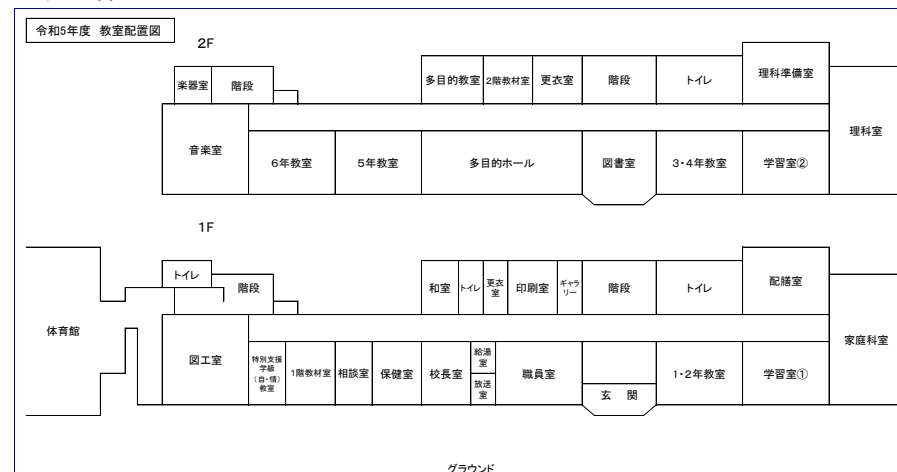 令和5年度 教室配置図
2F
楽器室
階段
多目的教室
2階教材室
更衣室
階段
トイレ
理科準備室
理科室
音楽室
6年教室
5年教室
多目的ホール
図書室
3・4年教室
学習室②
1F
トイレ
階段
和室
トイレ
更衣
室
印刷室
ギャラ
リー
階段
トイレ
配膳室
体育館
家庭科室
図工室
特別支援
学級
(自・情)
教室
1階教材室
相談室
保健室
校長室
給湯
室
放送
室
職員室
玄 関
1・2年教室
学習室①
グラウンド